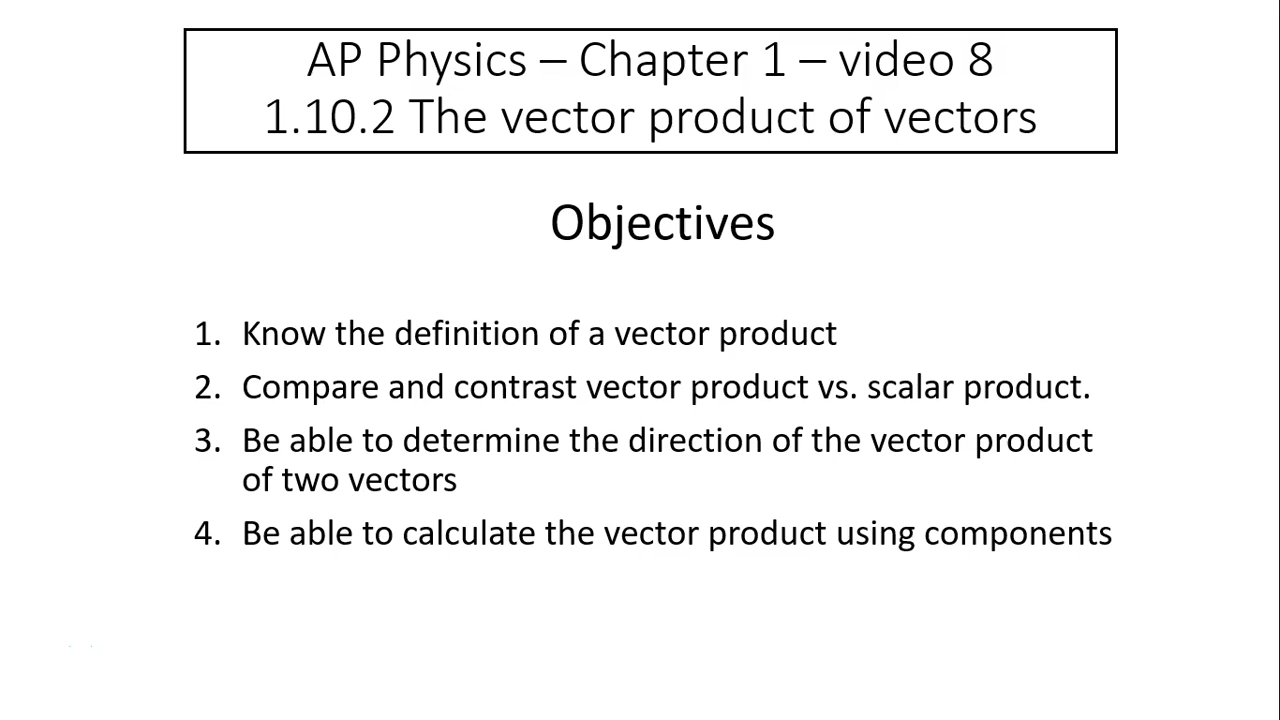 AP Physics – Chapter 1 – video 8
1.10.2 The vector product of vectors
Objectives
1. Know the definition of a vector product
2. Compare and contrast vector product vs. scalar product.
3. Be able to determine the direction of the vector product
of two vectors
4. Be able to calculate the vector product using components